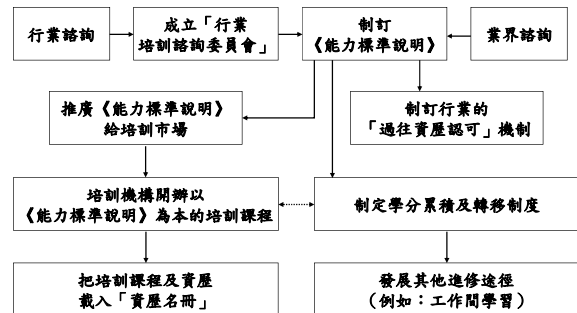 行業諮詢
成立「行業
培訓諮詢委員會」
制訂
《能力標準說明》
業界諮詢
推廣《能力標準說明》
給培訓市場
制訂行業的
「過往資歷認可」機制
培訓機構開辦以
《能力標準說明》為本的培訓課程
制定學分累積及轉移制度
把培訓課程及資歷
載入「資歷名冊」
發展其他進修途徑
（例如：工作間學習）